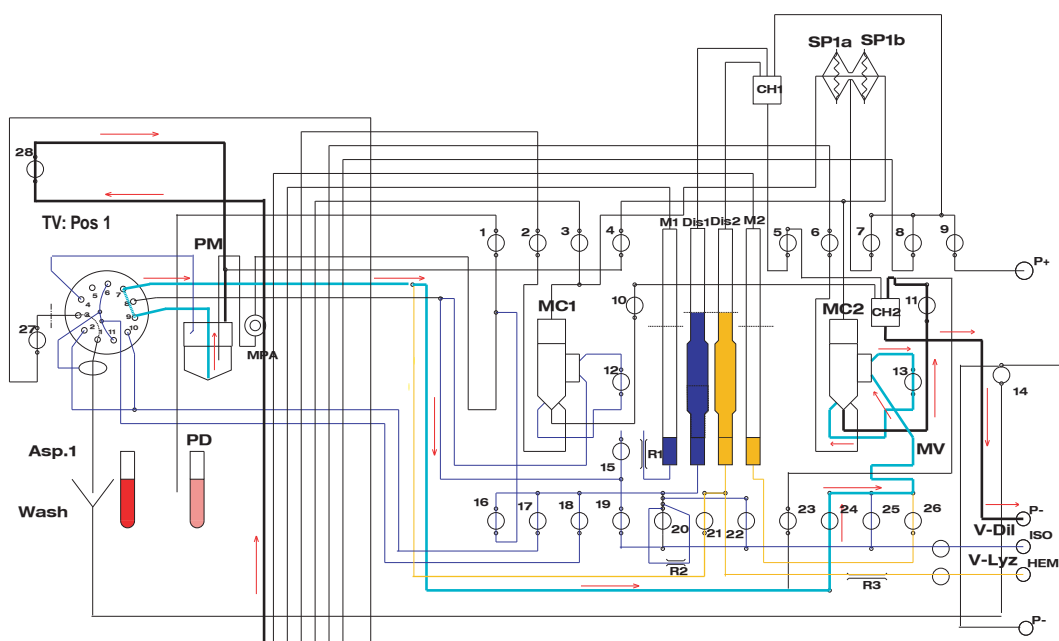 SP1a SP1b
CH1
28
TV: Pos 1
PM
M1 Dis1 Dis2 M2
1 2 3 4 5 6 7 8 9
P+
4 5 6 7 8 9 10 11 1 2 3
27
MPA
MC1
10
MC2
CH2
11
12
13
14
Asp.1
PD
Wash
15
R1
MV
16 17 18 19 20 21 22 23 24 25 26
P-
V-Dil
ISO
V-Lyz
HEM
R2
R3
P-